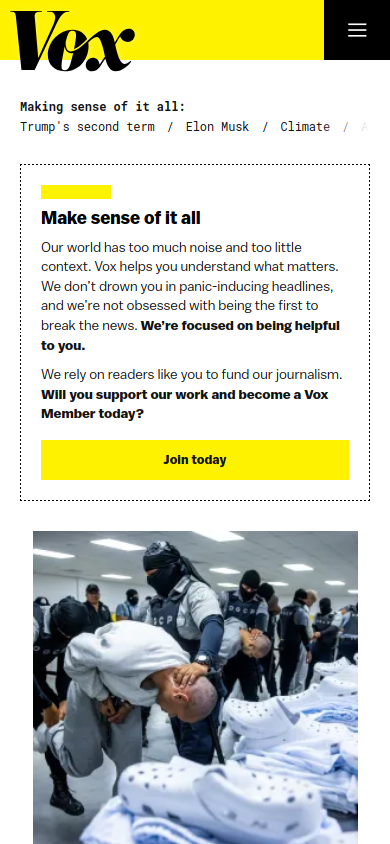 Vox
Making sense of it all:
Trump's second term / Elon Musk / Climate /
Make sense of it all
Our world has too much noise and too little
context. Vox helps you understand what matters.
We don’t drown you in panic-inducing headlines,
and we’re not obsessed with being the first to
break the news. We’re focused on being helpful
to you.
We rely on readers like you to fund our journalism.
Will you support our work and become a Vox
Member today?
Join today